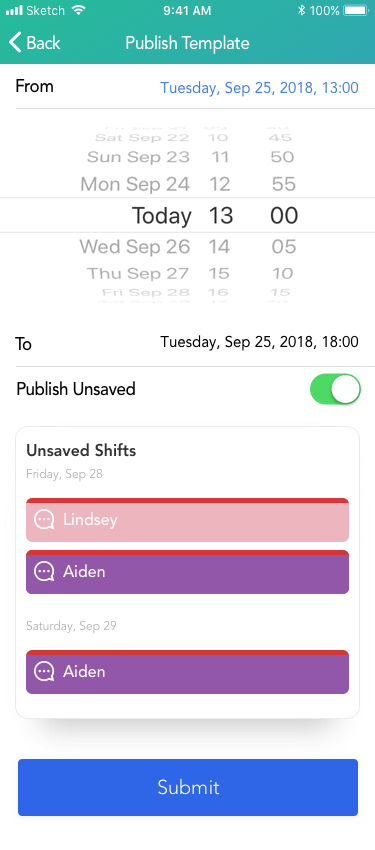 Sketch 9:41 AM 100%
Back Publish Template
From Tuesday, Sep 25, 2018, 13:00
Sat Sep 22 10 45
Sun Sep 23 11 50
Mon Sep 24 12 55
Today 13 00
Wed Sep 26 14 05
Thu Sep 27 15 10
Fri Sep 28 16 15
To Tuesday, Sep 25, 2018, 18:00
Publish Unsaved
Unsaved Shifts
Friday, Sep 28
Lindsey
Aiden
Saturday, Sep 29
Aiden
Submit